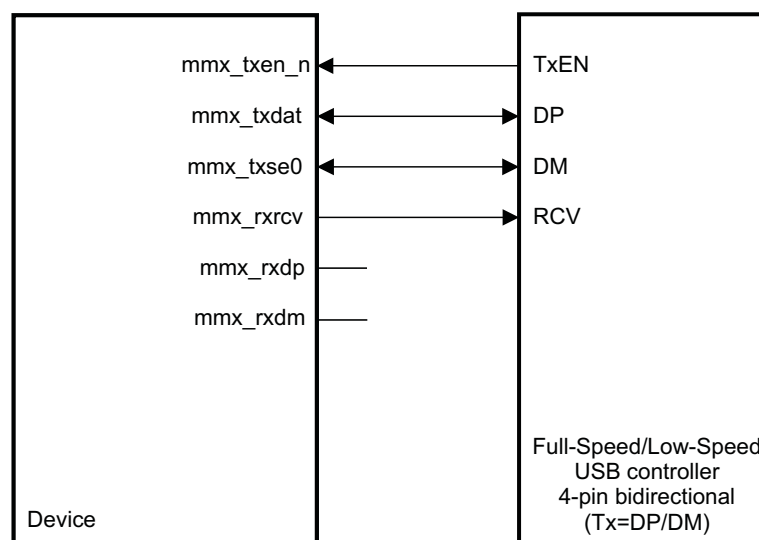 mmx_txen_n TxEN
mmx_txdat DP
mmx_txse0 DM
mmx_rxrcv RCV
mmx_rxdp
mmx_rxdm
Full-Speed/Low-Speed
USB controller
4-pin bidirectional
(Tx=DP/DM)
Device